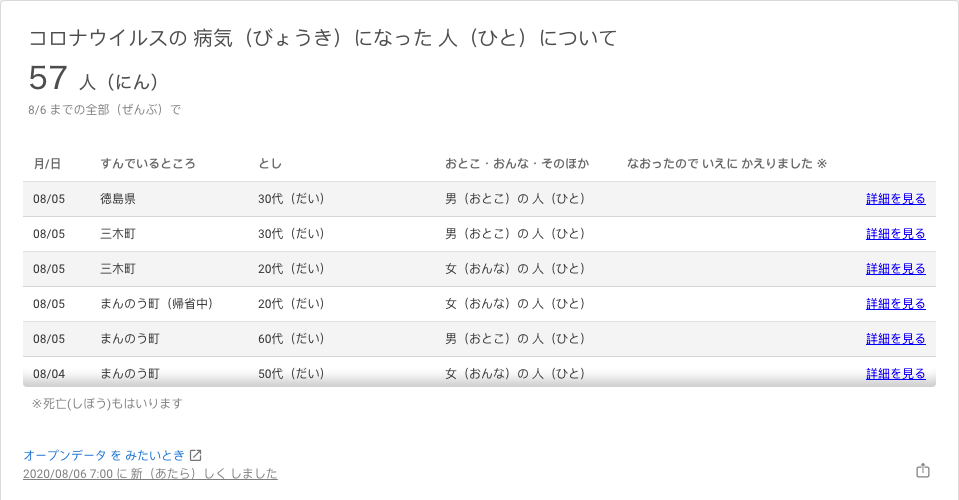 コロナウイルスの 病気（びょうき）になった 人（ひと）について
57 人（にん）
8/6 までの全部（ぜんぶ）で
月/日 すんでいるところ とし おとこ・おんな・そのほか なおったので いえに かえりました ※
08/05 徳島県 30代（だい） 男（おとこ）の 人（ひと） 詳細を見る
08/05 三木町 30代（だい） 男（おとこ）の 人（ひと） 詳細を見る
08/05 三木町 20代（だい） 女（おんな）の 人（ひと） 詳細を見る
08/05 まんのう町（帰省中） 20代（だい） 女（おんな）の 人（ひと） 詳細を見る
08/05 まんのう町 60代（だい） 男（おとこ）の 人（ひと） 詳細を見る
08/04 まんのう町 50代（だい） 女（おんな）の 人（ひと） 詳細を見る
※死亡(しぼう)もはいります
オープンデータ を みたいとき
2020/08/06 7:00 に 新（あたら）しく しました